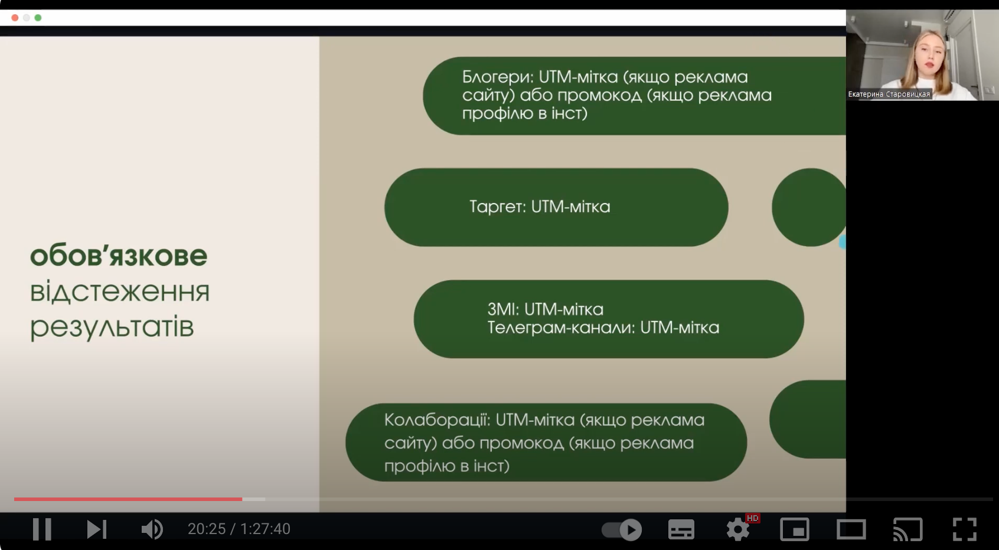 Блогери: UTM-мітка (якщо реклама
сайту) або промокод (якщо реклама
профілю в інст)
Екатерина Старовицкая
Таргет: UTM-мітка
обов’язкове
відстеження
результатів
ЗМІ: UTM-мітка
Телеграм-канали: UTM-мітка
Колаборації: UTM-мітка (якщо реклама
сайту) або промокод (якщо реклама
профілю в інст)
20:25 / 1:27:40
HD